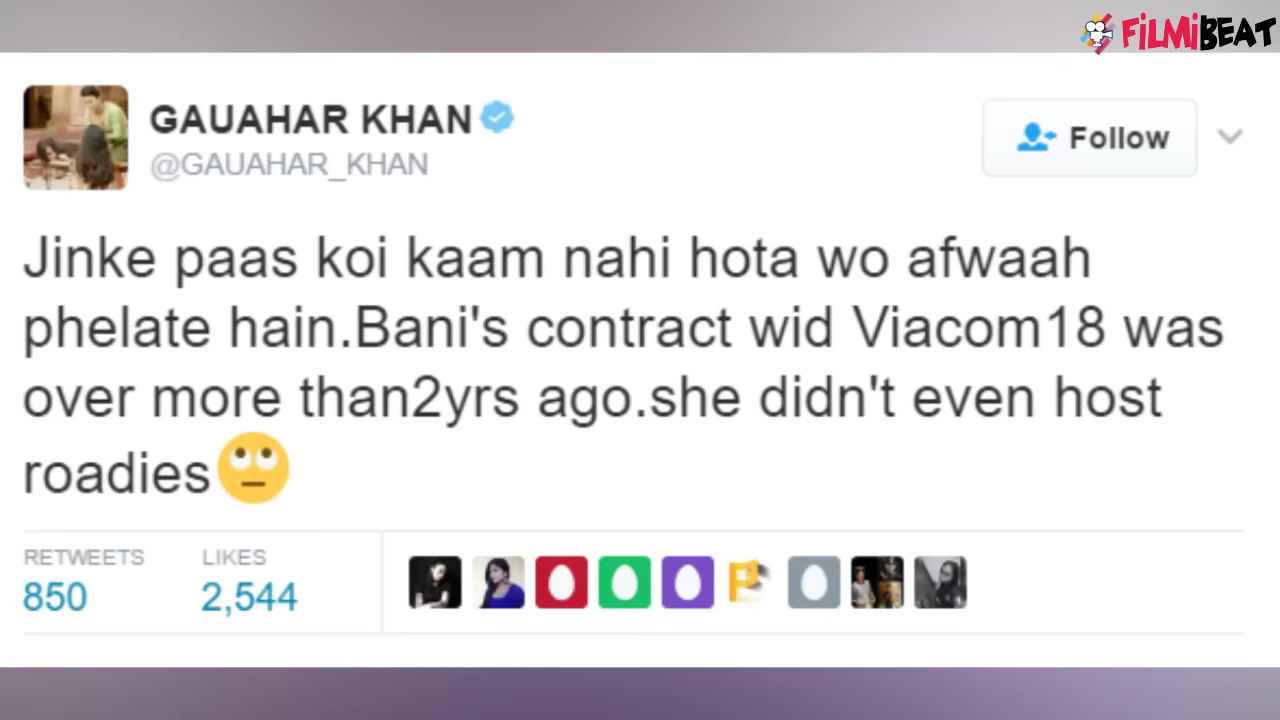 FILMIBEAT
GAUAHAR KHAN
@GAUAHAR_KHAN
Follow
Jinke paas koi kaam nahi hota wo afwaah
phelate hain.Bani's contract wid Viacom18 was
over more than2yrs ago.she didn't even host
roadies🙄
RETWEETS LIKES
850 2,544
P